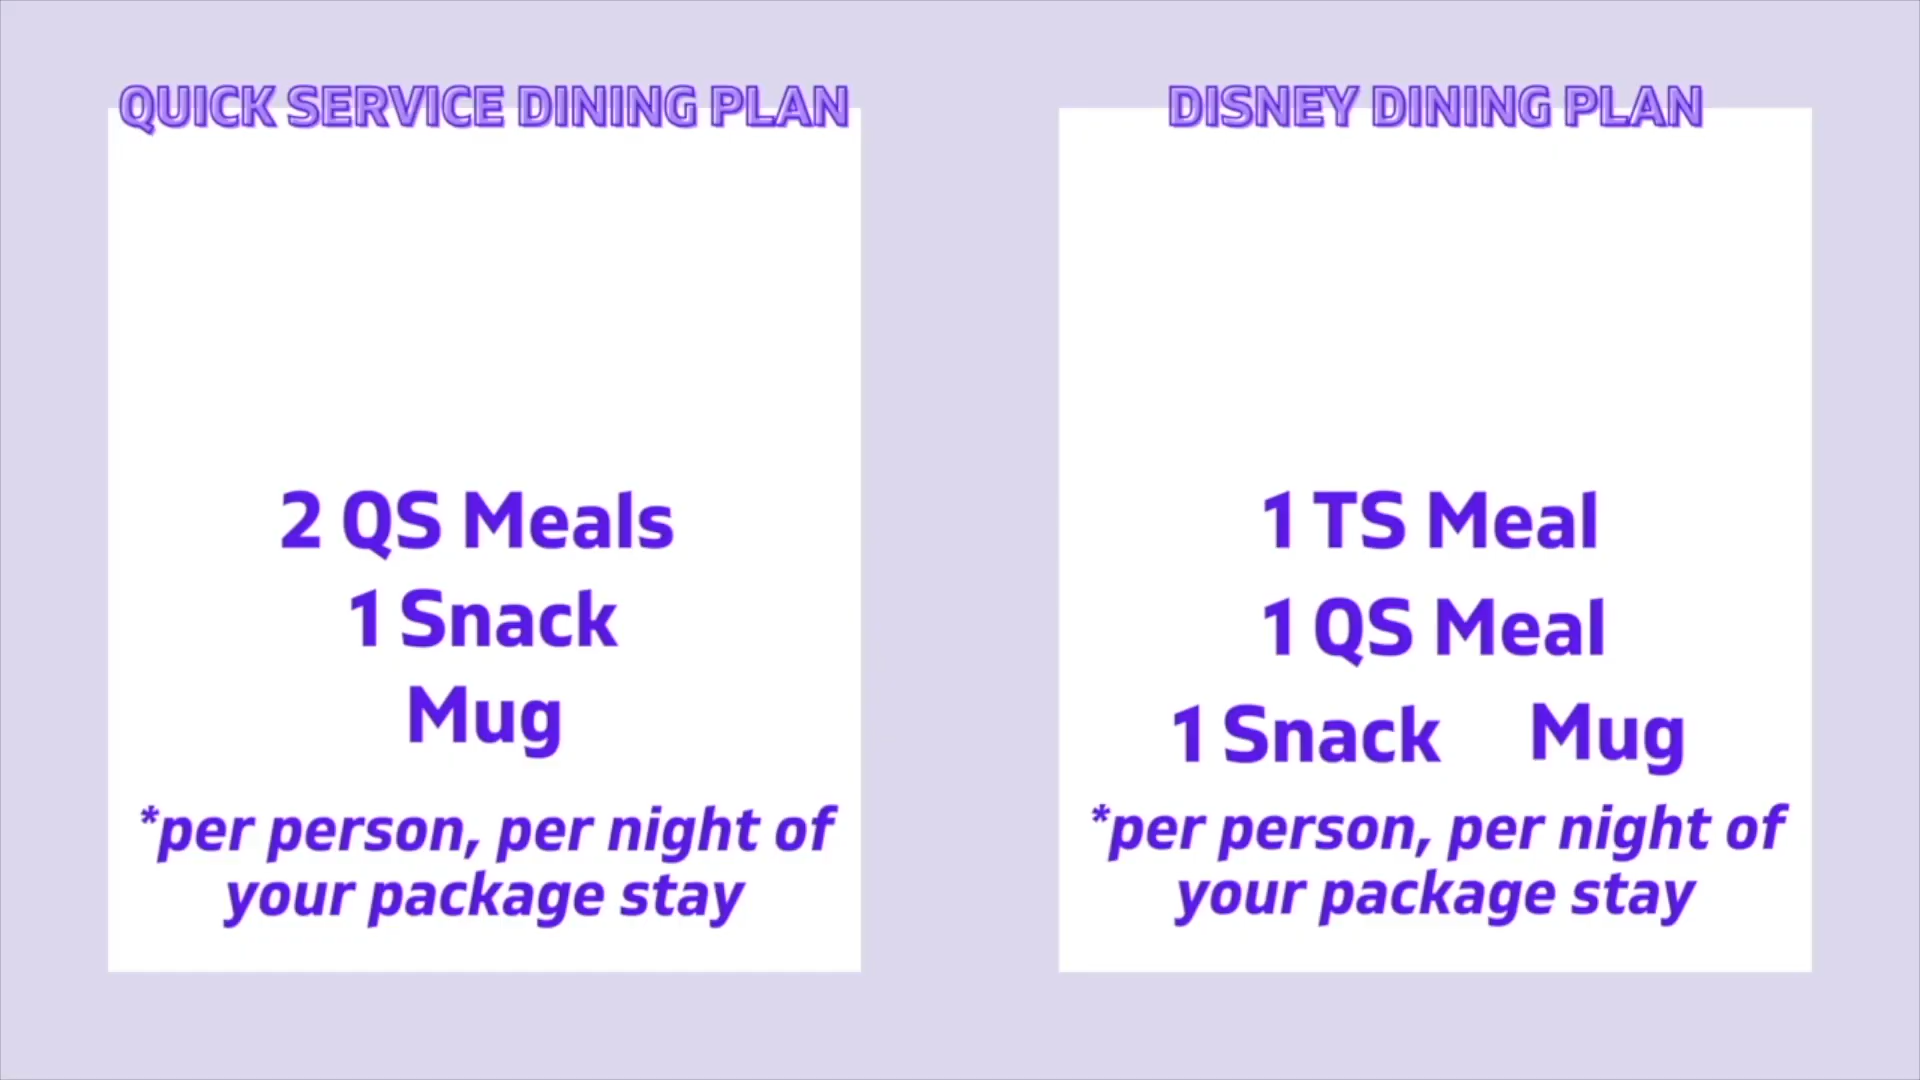 QUICK SERVICE DINING PLAN
2 QS Meals
1 Snack
Mug
*per person, per night of
your package stay
DISNEY DINING PLAN
1 TS Meal
1 QS Meal
1 Snack Mug
*per person, per night of
your package stay